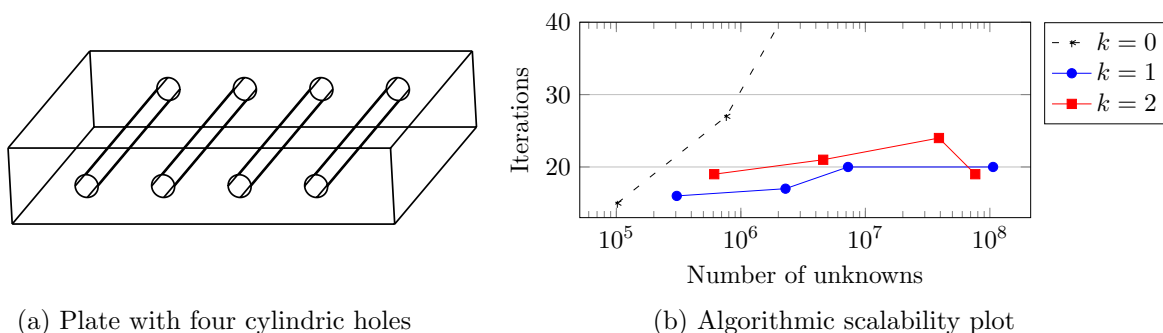 40
30
20
Iterations
10^5
10^6
10^7
10^8
Number of unknowns
k = 0
k = 1
k = 2
(a) Plate with four cylindric holes
(b) Algorithmic scalability plot